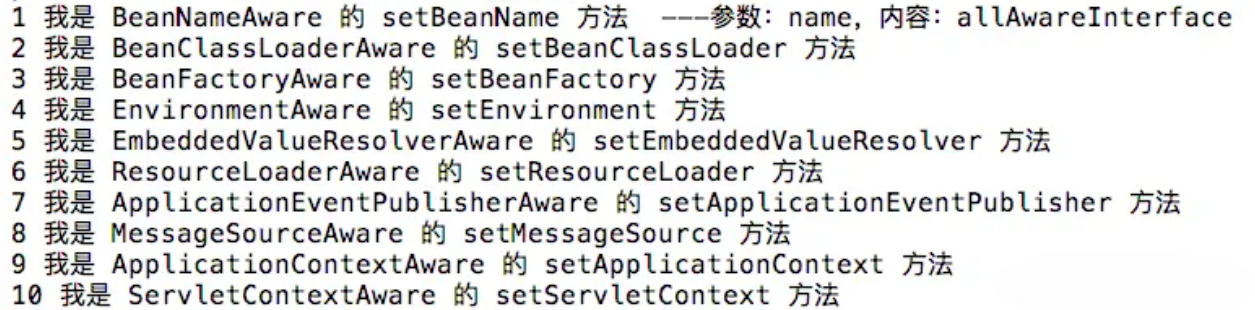 1 我是 BeanNameAware 的 setBeanName 方法  ---参数：name，内容：allAwareInterface
2 我是 BeanClassLoaderAware 的 setBeanClassLoader 方法
3 我是 BeanFactoryAware 的 setBeanFactory 方法
4 我是 EnvironmentAware 的 setEnvironment 方法
5 我是 EmbeddedValueResolverAware 的 setEmbeddedValueResolver 方法
6 我是 ResourceLoaderAware 的 setResourceLoader 方法
7 我是 ApplicationEventPublisherAware 的 setApplicationEventPublisher 方法
8 我是 MessageSourceAware 的 setMessageSource 方法
9 我是 ApplicationContextAware 的 setApplicationContext 方法
10 我是 ServletContextAware 的 setServletContext 方法